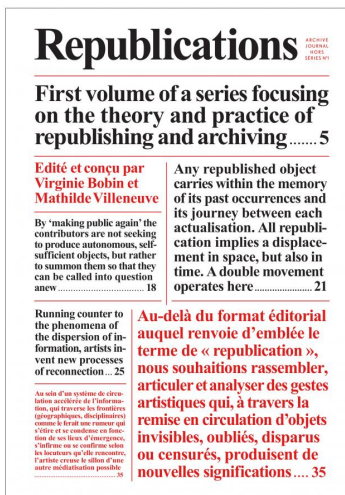 Republications
ARCHIVE
JOURNAL
HORS
SERIES N°1
First volume of a series focusing
on the theory and practice of
republishing and archiving....... 5
Edité et conçu par
Virginie Bobin et
Mathilde Villeneuve
By ‘making public again’ the
contributors are not seeking
to produce autonomous, self-
sufficient objects, but rather
to summon them so that they
can be called into question
anew.............................. 18
Any republished object
carries within the memory
of its past occurrences and
its journey between each
actualisation. All republi-
cation implies a displace-
ment in space, but also in
time. A double movement
operates here.................... 21
Running counter to
the phenomena of
the dispersion of in-
formation, artists in-
vent new processes
of reconnection... 25
Au sein d’un système de circu-
lation accélérée de l’informa-
tion, qui traverse les frontières
(géographiques, disciplinaires)
comme le ferait une rumeur qui
s’étire et se condense en fonc-
tion de ses lieux d’émergence,
s’infirme ou se confirme selon
les locuteurs qu’elle rencontre,
l’artiste creuse le sillon d’une
autre médiatisation possible
35
Au-delà du format éditorial
auquel renvoie d’emblée le
terme de « republication »,
nous souhaitions rassembler,
articuler et analyser des gestes
artistiques qui, à travers la
remise en circulation d’objets
invisibles, oubliés, disparus
ou censurés, produisent de
nouvelles significations .... 35